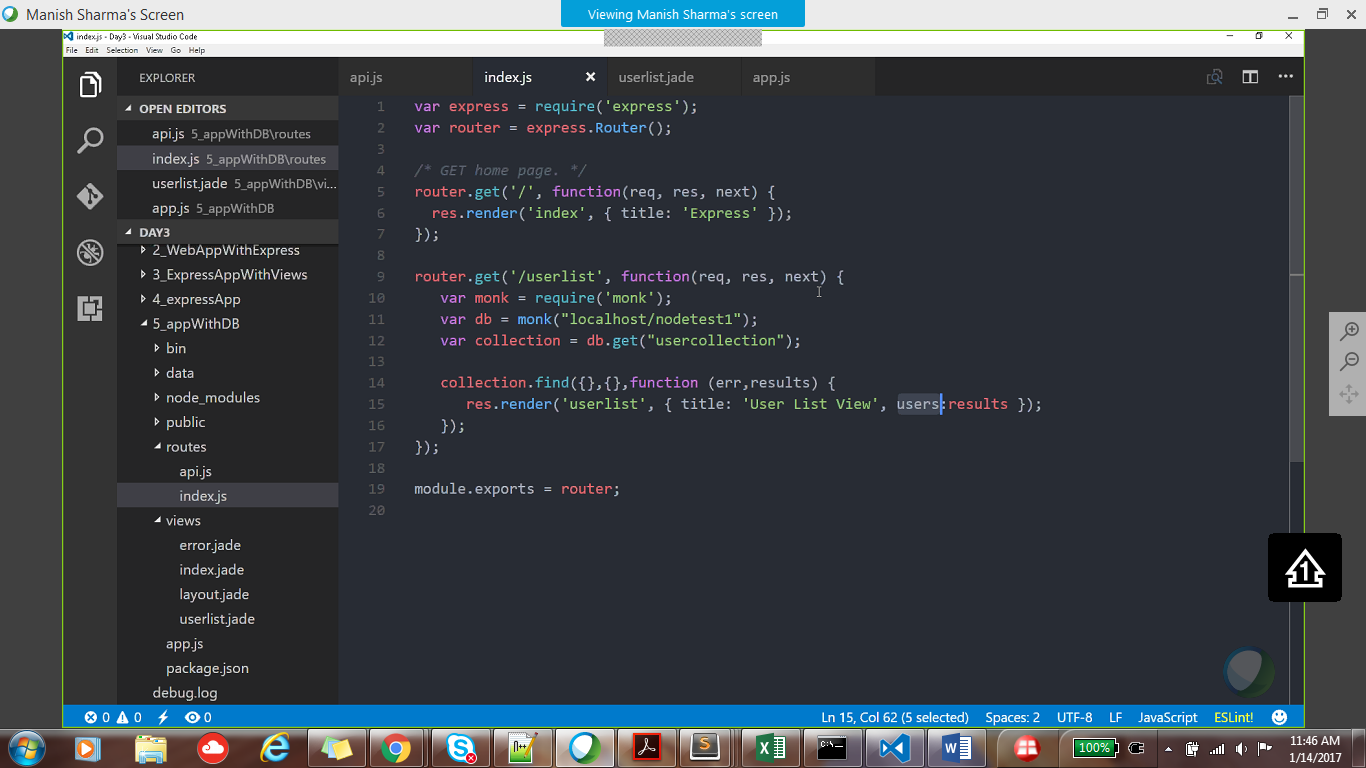 Manish Sharma's Screen
Viewing Manish Sharma's screen
index.js - Day3 - Visual Studio Code
File Edit Selection View Go Help
EXPLORER
OPEN EDITORS
api.js 5_appWithDB\routes
index.js 5_appWithDB\routes
userlist.jade 5_appWithDB\vi...
app.js 5_appWithDB
DAY3
2_WebAppWithExpress
3_ExpressAppWithViews
4_expressApp
5_appWithDB
bin
data
node_modules
public
routes
api.js
index.js
views
error.jade
index.jade
layout.jade
userlist.jade
app.js
package.json
debug.log
api.js index.js userlist.jade app.js
1 var express = require('express');
2 var router = express.Router();
3
4 /* GET home page. */
5 router.get('/', function(req, res, next) {
6   res.render('index', { title: 'Express' });
7 });
8
9 router.get('/userlist', function(req, res, next) {
10    var monk = require('monk');
11    var db = monk("localhost/nodetest1");
12    var collection = db.get("usercollection");
13
14    collection.find({},{},function (err,results) {
15       res.render('userlist', { title: 'User List View', users:results });
16    });
17 });
18
19 module.exports = router;
20
1
0 0 0 Ln 15, Col 62 (5 selected) Spaces: 2 UTF-8 LF JavaScript ESLint!
100%
11:46 AM
1/14/2017